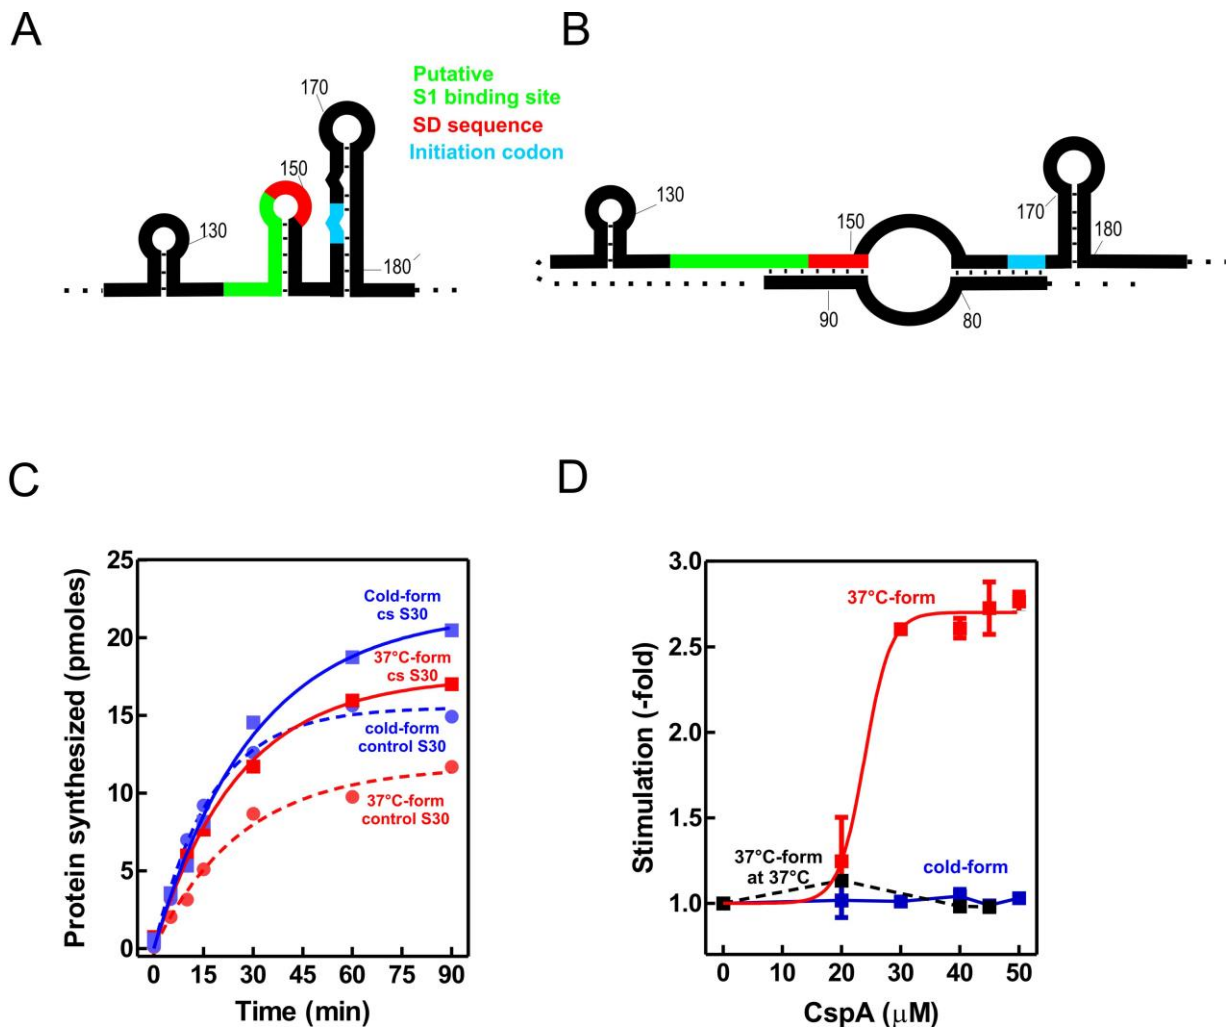 A
B
Putative
S1 binding site
SD sequence
Initiation codon
170
150
130
180
130
150
170
180
90
80
C
D
Protein synthesized (pmoles)
25
20
15
10
5
0
Cold-form
cs S30
37°C-form
cs S30
cold-form
control S30
37°C-form
control S30
0 15 30 45 60 75 90
Time (min)
Stimulation (-fold)
3.0
2.5
2.0
1.5
1.0
37°C-form
37°C-form
at 37°C
cold-form
0 10 20 30 40 50
CspA (μM)